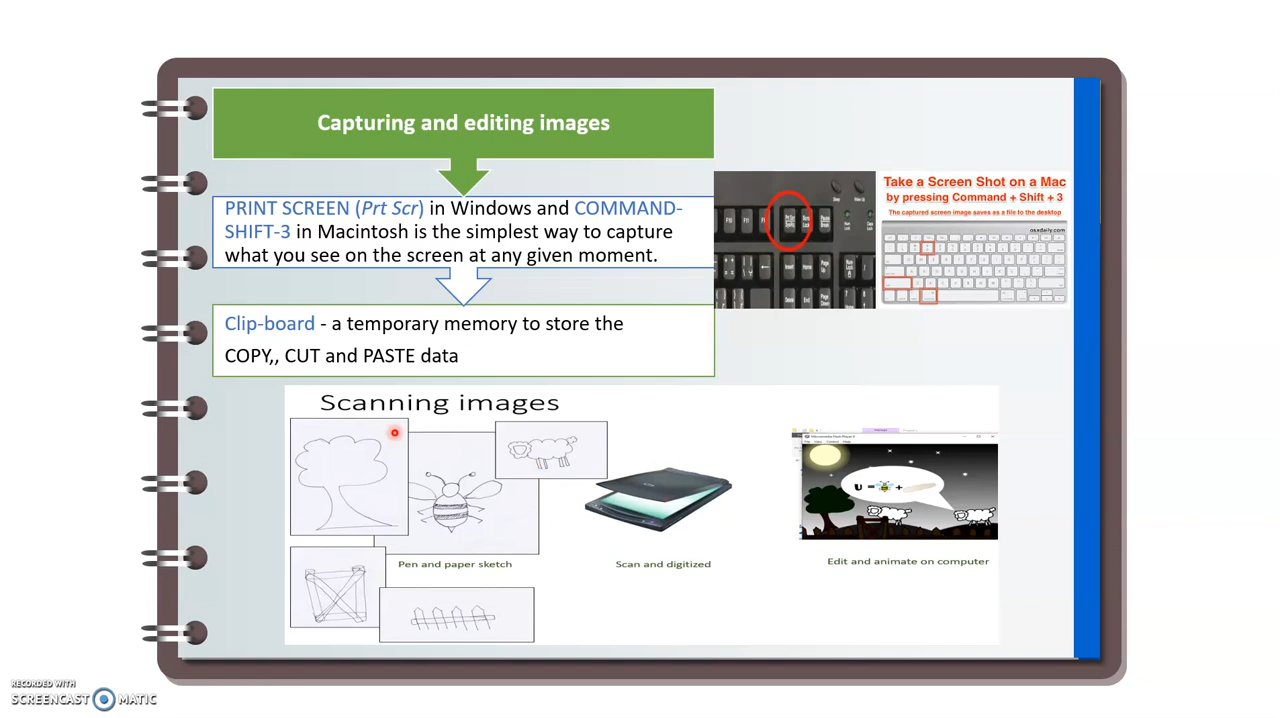 Capturing and editing images
PRINT SCREEN (Prt Scr) in Windows and COMMAND-
SHIFT-3 in Macintosh is the simplest way to capture
what you see on the screen at any given moment.
Take a Screen Shot on a Mac
by pressing Command + Shift + 3
The captured screen image saves as a file to the desktop
osxdaily.com
Clip-board - a temporary memory to store the
COPY,, CUT and PASTE data
Scanning images
Pen and paper sketch
Scan and digitized
Edit and animate on computer
RECORDED WITH
SCREENCAST MATIC